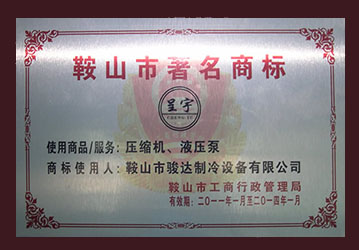 鞍山市著名商标
呈宇
使用商品/服务：压缩机、液压泵
商标使用人：鞍山市骏达制冷设备有限公司
鞍山市工商行政管理局
有效期：二〇一一年一月至二〇一四年一月